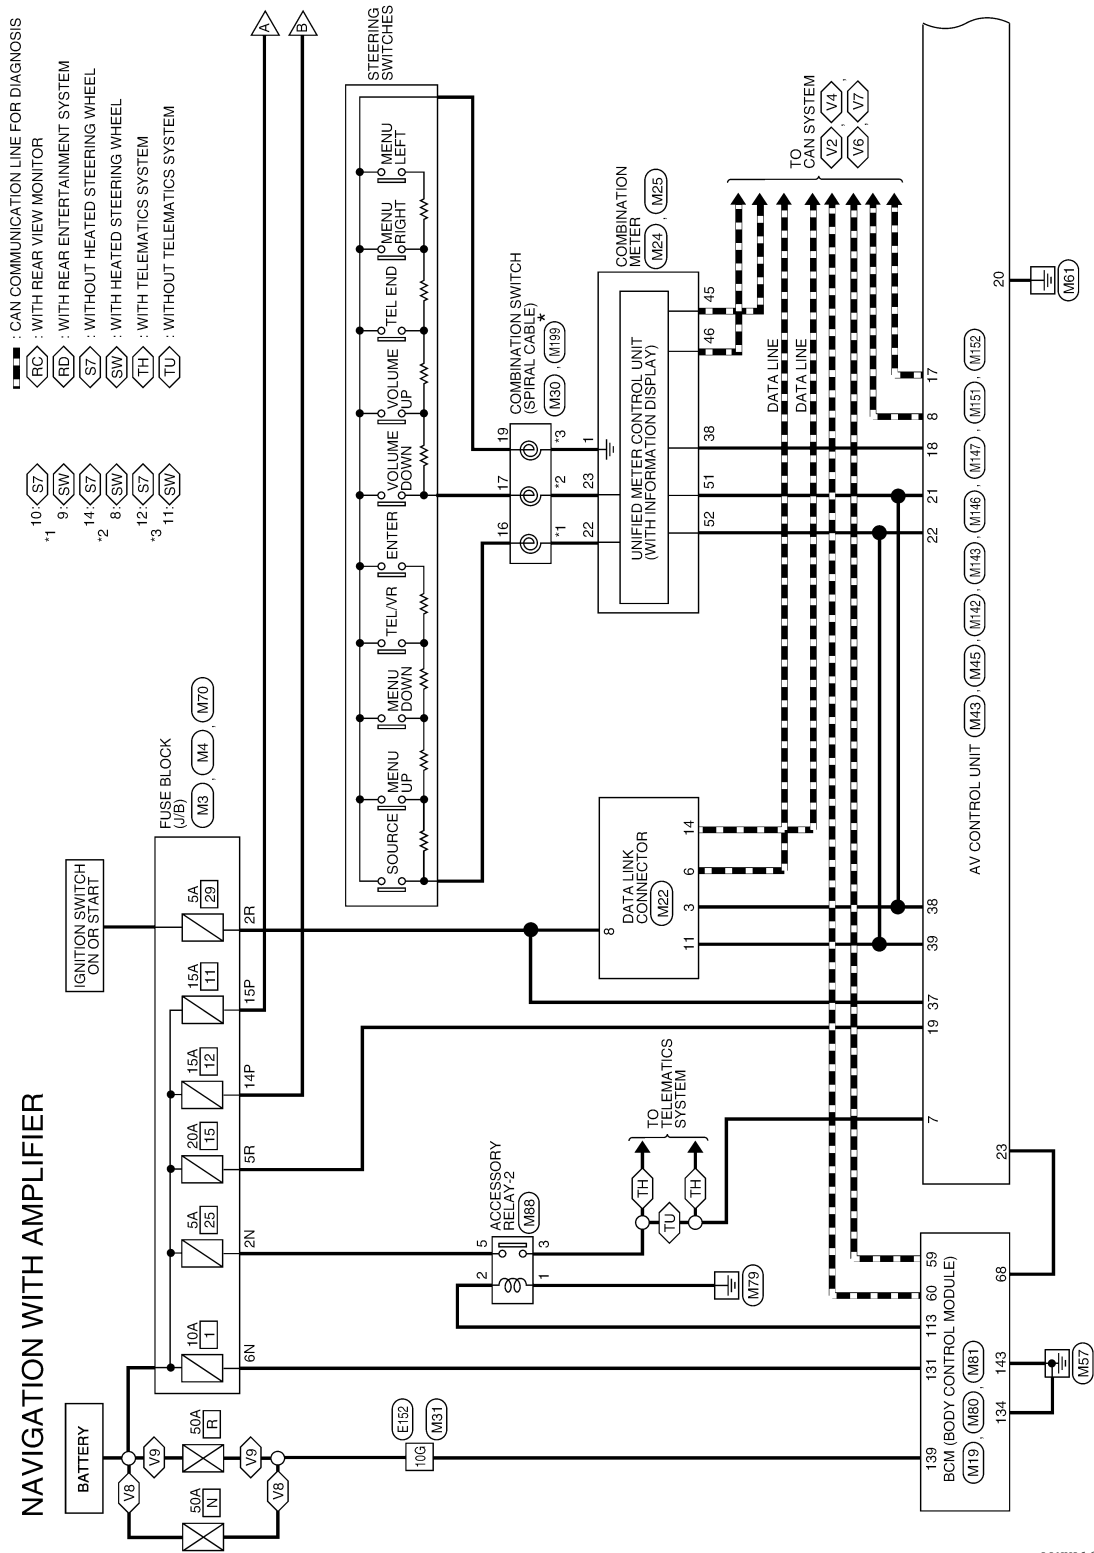 NAVIGATION WITH AMPLIFIER
: CAN COMMUNICATION LINE FOR DIAGNOSIS
RC : WITH REAR VIEW MONITOR
RD : WITH REAR ENTERTAINMENT SYSTEM
S7 : WITHOUT HEATED STEERING WHEEL
SW : WITH HEATED STEERING WHEEL
TH : WITH TELEMATICS SYSTEM
TU : WITHOUT TELEMATICS SYSTEM
*1 10: S7
9: SW
*2 14: S7
8: SW
*3 12: S7
11: SW
A
B
BATTERY
IGNITION SWITCH
ON OR START
V8
V9
50A
N
50A
R
V8
V9
FUSE BLOCK
(J/B)
M3 , M4 , M70
10A
1
5A
25
20A
15
15A
12
15A
11
5A
29
6N
2N
5R
14P
15P
2R
STEERING
SWITCHES
SOURCE
MENU
UP
MENU
DOWN
TEL/VR
ENTER
VOLUME
DOWN
VOLUME
UP
TEL END
MENU
RIGHT
MENU
LEFT
E152
M31
10G
ACCESSORY
RELAY-2
M88
5
2
3
1
M79
TH
TU
TH
TO
TELEMATICS
SYSTEM
COMBINATION SWITCH
(SPIRAL CABLE)
*
M30 , M199
16
17
19
*1
*2
*3
DATA LINK
CONNECTOR
M22
8
11
3
6
14
COMBINATION
METER
M24 , M25
UNIFIED METER CONTROL UNIT
(WITH INFORMATION DISPLAY)
22
23
1
52
51
38
46
45
DATA LINE
DATA LINE
TO
CAN SYSTEM
V2 , V4 ,
V6 , V7
139
131
113
60
59
BCM (BODY CONTROL MODULE)
M19 , M80 , M81
134
143
68
M57
7
19
37
39
38
22
21
18
8
17
AV CONTROL UNIT M43 , M45 , M142 , M143 , M146 , M147 , M151 , M152
23
20
M61